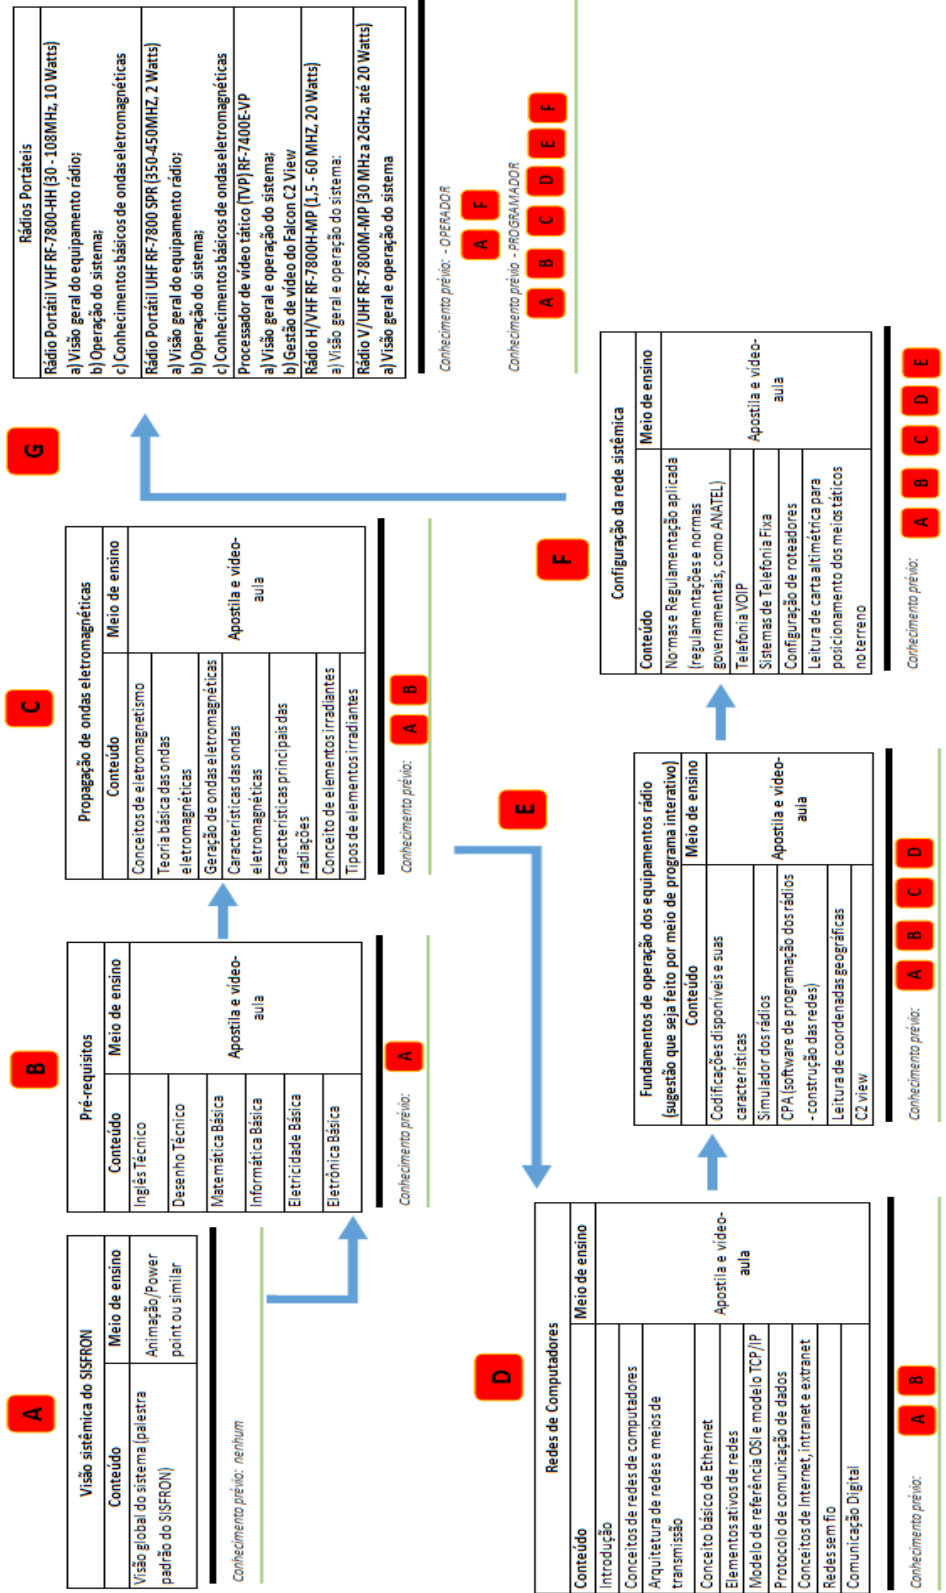 A
Visão sistêmica do SISFRON
Conteúdo
Meio de ensino
Visão global do sistema (palestra
padrão do SISFRON)
Animação/Power
point ou similar
Conhecimento prévio: nenhum
B
Pré-requisitos
Conteúdo
Meio de ensino
Inglês Técnico
Desenho Técnico
Matemática Básica
Informática Básica
Eletricidade Básica
Eletrônica Básica
Apostila e vídeo-
aula
Conhecimento prévio:
A
C
Propagação de ondas eletromagnéticas
Conteúdo
Meio de ensino
Conceitos de eletromagnetismo
Teoria básica das ondas
eletromagnéticas
Geração de ondas eletromagnéticas
Características das ondas
eletromagnéticas
Características principais das
radiações
Conceito de elementos irradiantes
Tipos de elementos irradiantes
Apostila e vídeo-
aula
Conhecimento prévio:
A B
D
Redes de Computadores
Conteúdo
Meio de ensino
Introdução
Conceitos de redes de computadores
Arquitetura de redes e meios de
transmissão
Conceito básico de Ethernet
Elementos ativos de redes
Modelo de referência OSI e modelo TCP/IP
Protocolo de comunicação de dados
Conceitos de Internet, intranet e extranet
Redes sem fio
Comunicação Digital
Apostila e vídeo-
aula
Conhecimento prévio:
A B
E
Fundamentos de operação dos equipamentos rádio
(sugestão que seja feito por meio de programa interativo)
Conteúdo
Meio de ensino
Codificações disponíveis e suas
características
Simulador dos rádios
CPA (software de programação dos rádios
- construção das redes)
Leitura de coordenadas geográficas
C2 view
Apostila e vídeo-
aula
Conhecimento prévio:
A B C D
F
Configuração da rede sistêmica
Conteúdo
Meio de ensino
Normas e Regulamentação aplicada
(regulamentações e normas
governamentais, como ANATEL)
Telefonia VOIP
Sistemas de Telefonia Fixa
Configuração de roteadores
Leitura de carta altimétrica para
posicionamento dos meios táticos
no terreno
Apostila e vídeo-
aula
Conhecimento prévio:
A B C D E
G
Rádios Portáteis
Rádio Portátil VHF RF-7800-HH (30 - 108MHz, 10 Watts)
a) Visão geral do equipamento rádio;
b) Operação do sistema;
c) Conhecimentos básicos de ondas eletromagnéticas
Rádio Portátil UHF RF-7800 SPR (350-450MHZ, 2 Watts)
a) Visão geral do equipamento rádio;
b) Operação do sistema;
c) Conhecimentos básicos de ondas eletromagnéticas
Processador de vídeo tático (TVP) RF-7400E-VP
a) Visão geral e operação do sistema;
b) Gestão de vídeo do Falcon C2 View
Rádio H/VHF RF-7800H-MP (1,5 - 60 MHZ, 20 Watts)
a) Visão geral e operação do sistema:
Rádio V/UHF RF-7800M-MP (30 MHz a 2GHz, até 20 Watts)
a) Visão geral e operação do sistema
Conhecimento prévio: - OPERADOR
A F
Conhecimento prévio - PROGRAMADOR
A B C D E F